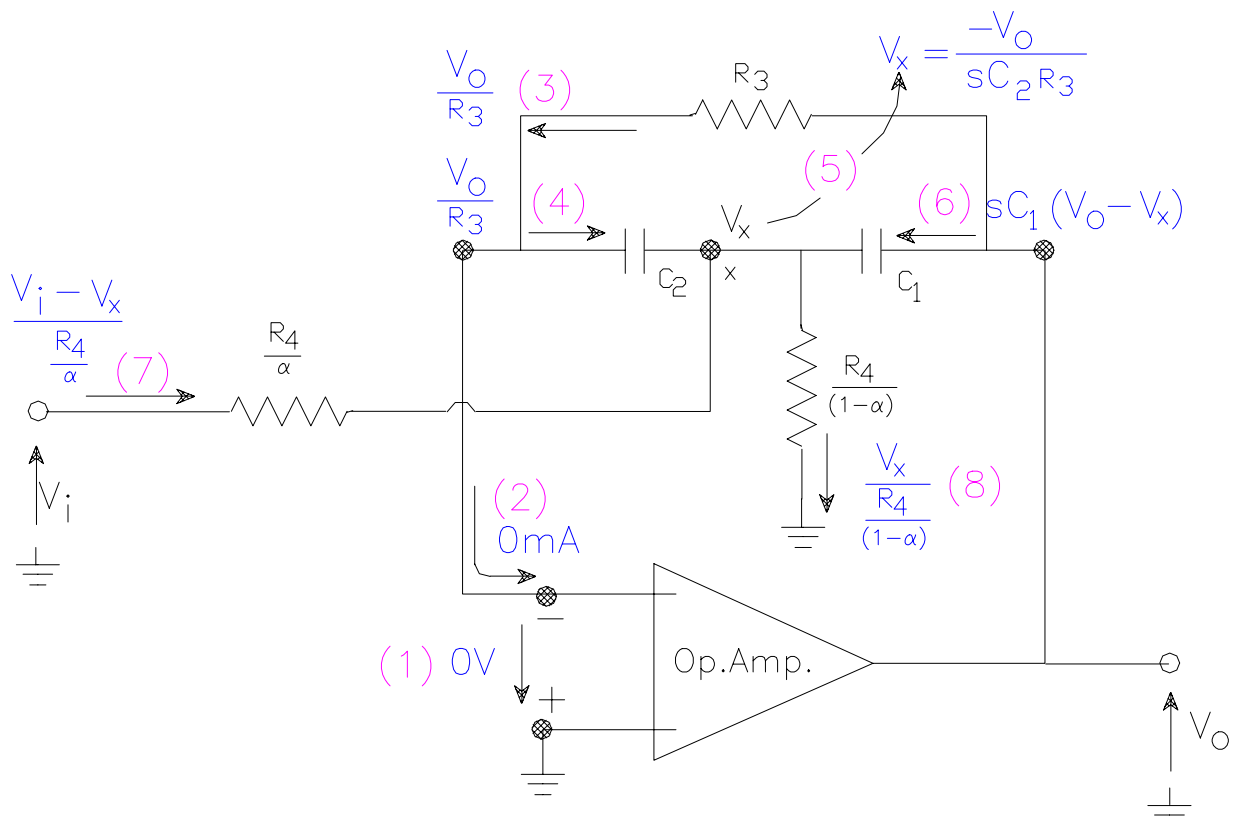 V_x = -V_O / sC_2R_3
V_O / R_3
(3)
R_3
V_O / R_3
(4)
V_x
(5)
(6)
sC_1(V_O-V_x)
C_2
x
C_1
V_i-V_x / R_4 / α
(7)
R_4 / α
R_4 / (1-α)
V_x / R_4 / (1-α)
(8)
V_i
(2)
0mA
−
(1)
0V
+
Op.Amp.
V_O